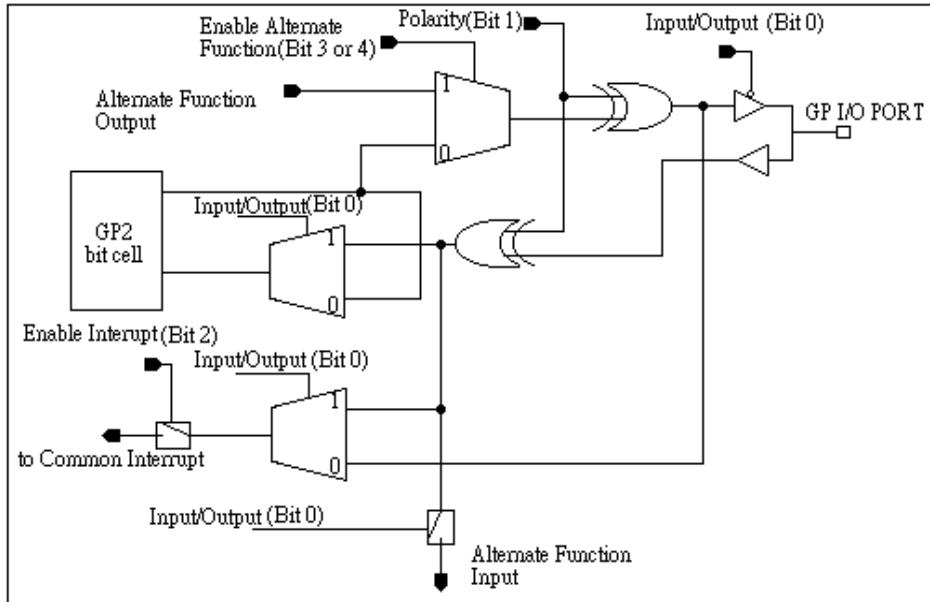 Polarity(Bit 1)
Input/Output (Bit 0)
Enable Alternate
Function(Bit 3 or 4)
1
Alternate Function
Output
GP I/O PORT
0
Input/Output(Bit 0)
GP2
bit cell
1
0
Enable Interupt(Bit 2)
Input/Output (Bit 0)
1
to Common Interrupt
0
Input/Output (Bit 0)
Alternate Function
Input